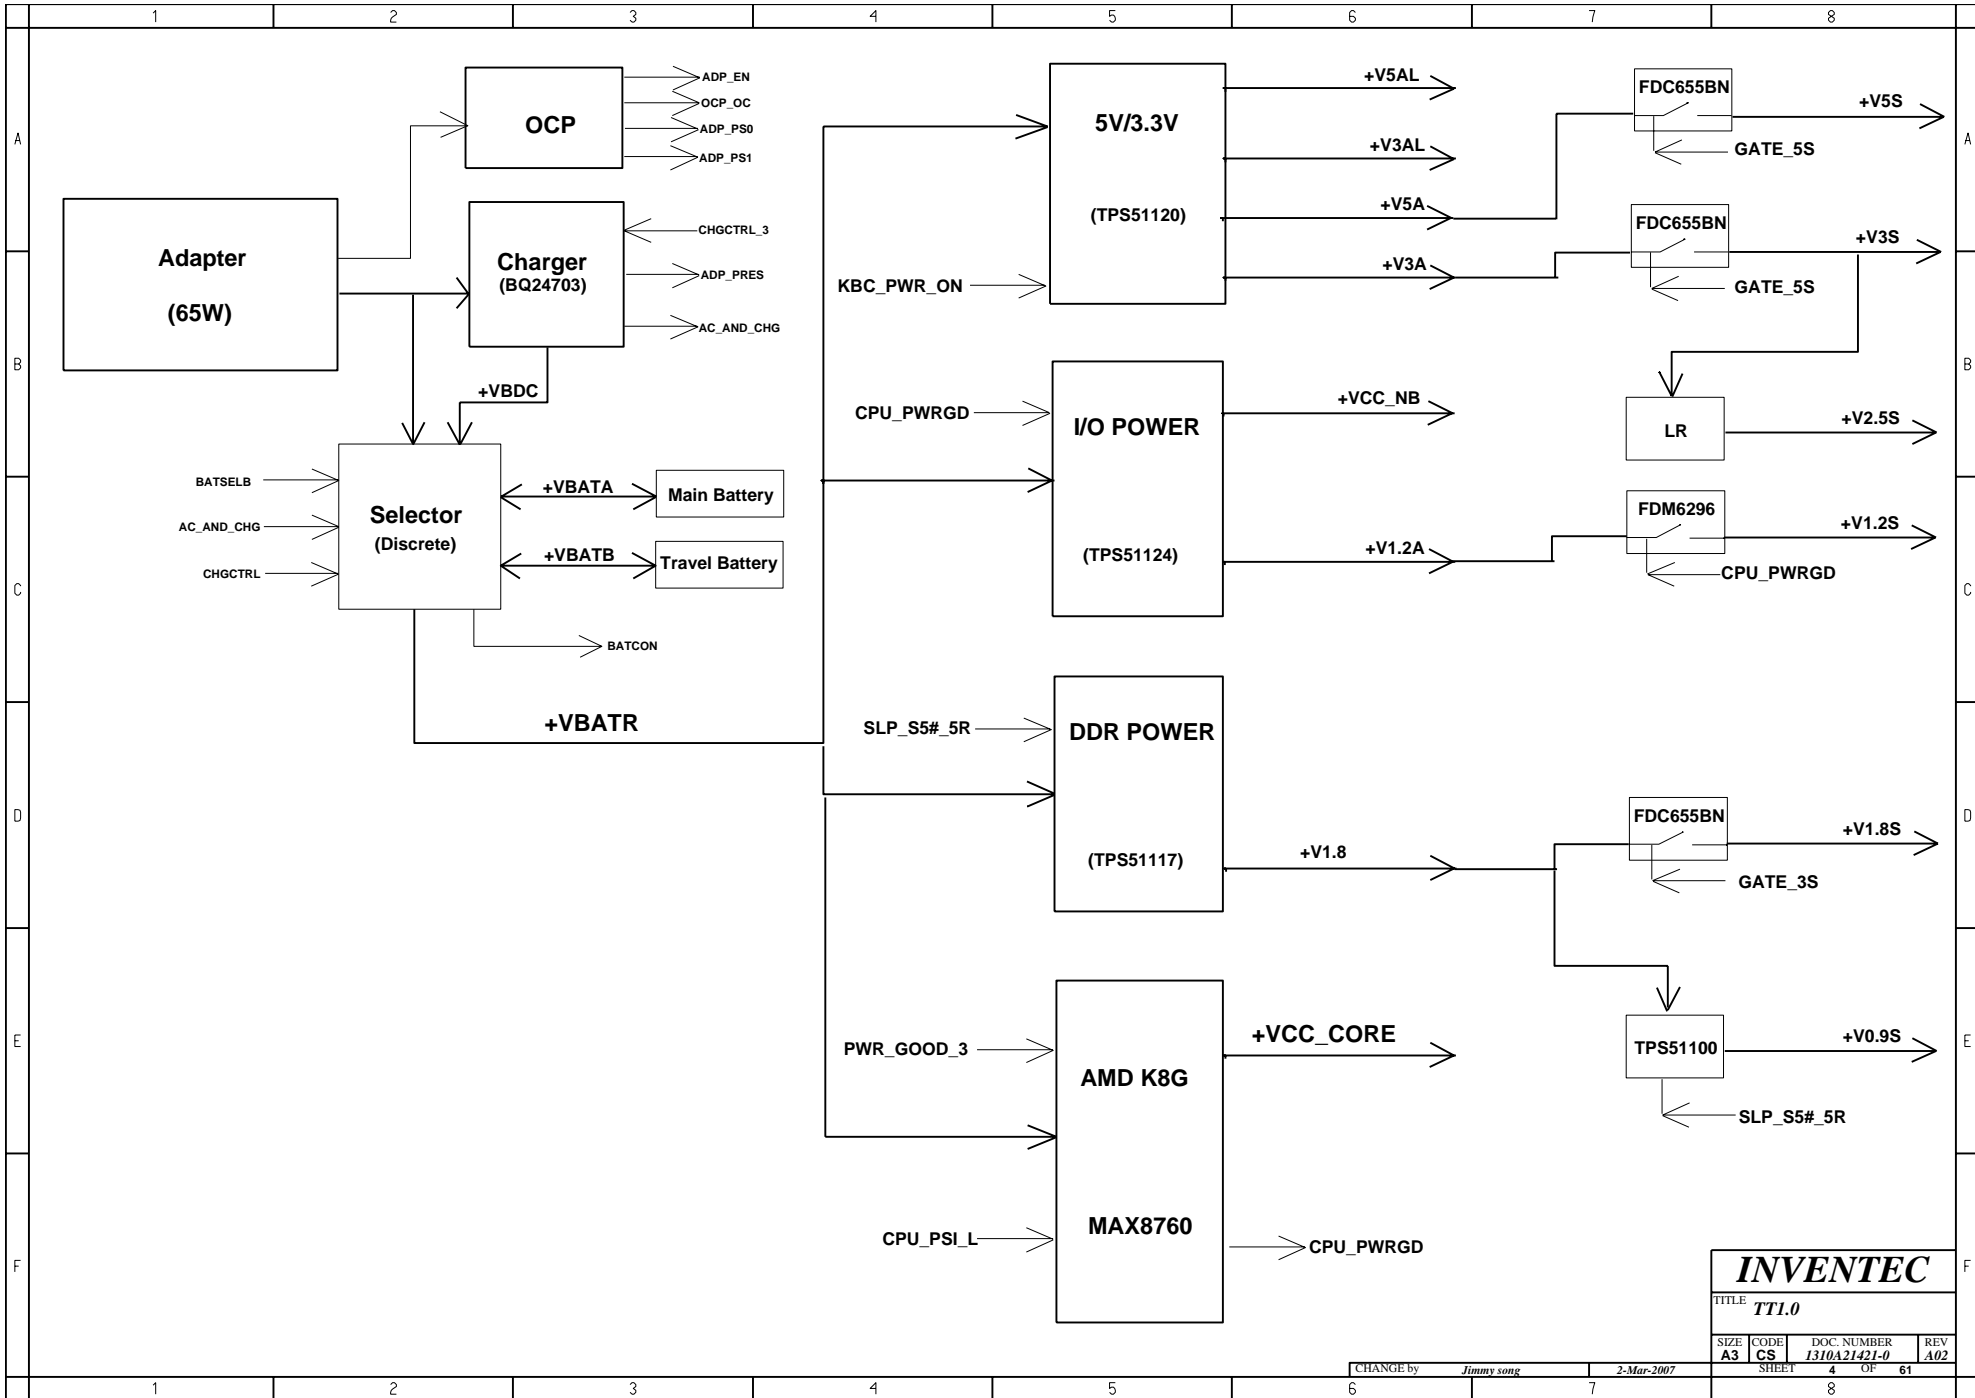 1 2 3 4 5 6 7 8
A
B
C
D
E
F
A
B
C
D
E
F
OCP
ADP_EN
OCP_OC
ADP_PS0
ADP_PS1
Adapter
(65W)
Charger
(BQ24703)
CHGCTRL_3
ADP_PRES
AC_AND_CHG
+VBDC
BATSELB
AC_AND_CHG
CHGCTRL
Selector
(Discrete)
+VBATA
Main Battery
+VBATB
Travel Battery
BATCON
+VBATR
5V/3.3V
(TPS51120)
KBC_PWR_ON
+V5AL
+V3AL
+V5A
+V3A
FDC655BN
+V5S
GATE_5S
FDC655BN
+V3S
GATE_5S
LR
+V2.5S
CPU_PWRGD
I/O POWER
(TPS51124)
+VCC_NB
+V1.2A
FDM6296
+V1.2S
CPU_PWRGD
SLP_S5#_5R
DDR POWER
(TPS51117)
+V1.8
FDC655BN
+V1.8S
GATE_3S
TPS51100
+V0.9S
SLP_S5#_5R
PWR_GOOD_3
AMD K8G
MAX8760
+VCC_CORE
CPU_PSI_L
CPU_PWRGD
INVENTEC
TITLE TT1.0
SIZE CODE DOC. NUMBER REV
A3 CS 1310A21421-0 A02
CHANGE by Jimmy song 2-Mar-2007 SHEET 4 OF 61
1 2 3 4 5 6 7 8